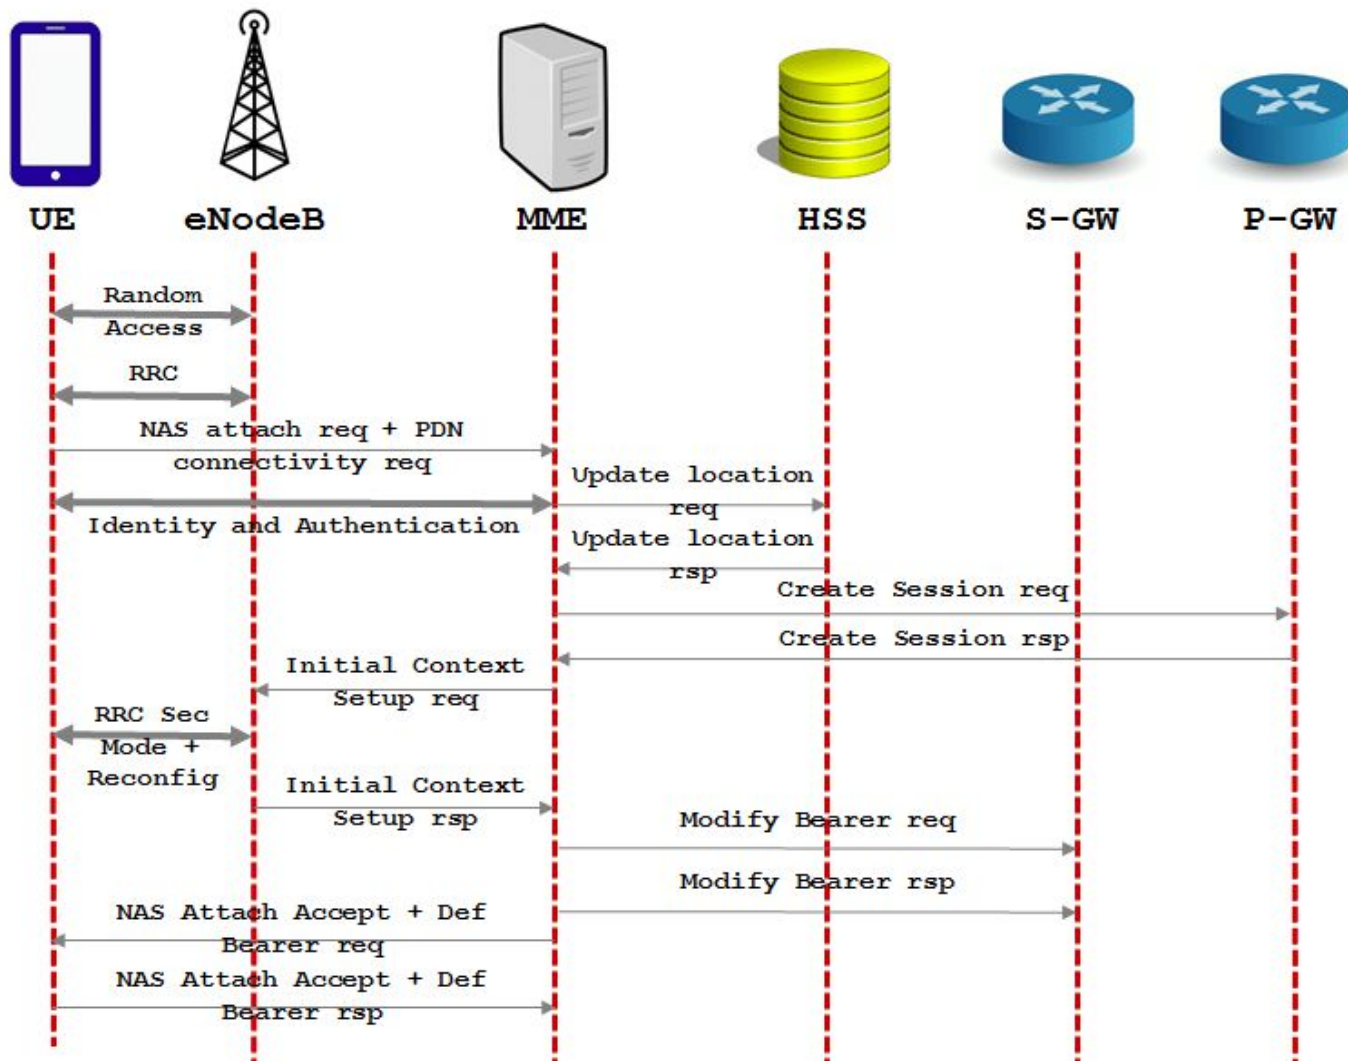 UE
eNodeB
MME
HSS
S-GW
P-GW
Random
Access
RRC
NAS attach req + PDN
connectivity req
Update location
req
Identity and Authentication
Update location
rsp
Create Session req
Create Session rsp
Initial Context
Setup req
RRC Sec
Mode +
Reconfig
Initial Context
Setup rsp
Modify Bearer req
Modify Bearer rsp
NAS Attach Accept + Def
Bearer req
NAS Attach Accept + Def
Bearer rsp